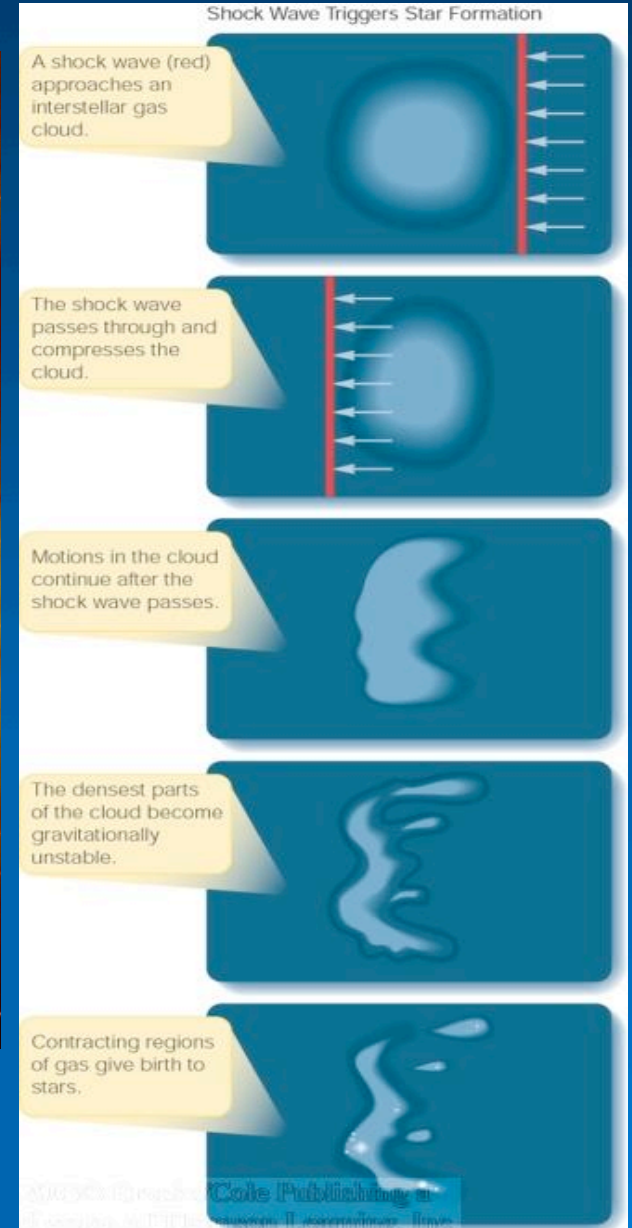 Shock Wave Triggers Star Formation
A shock wave (red)
approaches an
interstellar gas
cloud.
The shock wave
passes through and
compresses the
cloud.
Motions in the cloud
continue after the
shock wave passes.
The densest parts
of the cloud become
gravitationally
unstable.
Contracting regions
of gas give birth to
stars.
Cole Publishing a